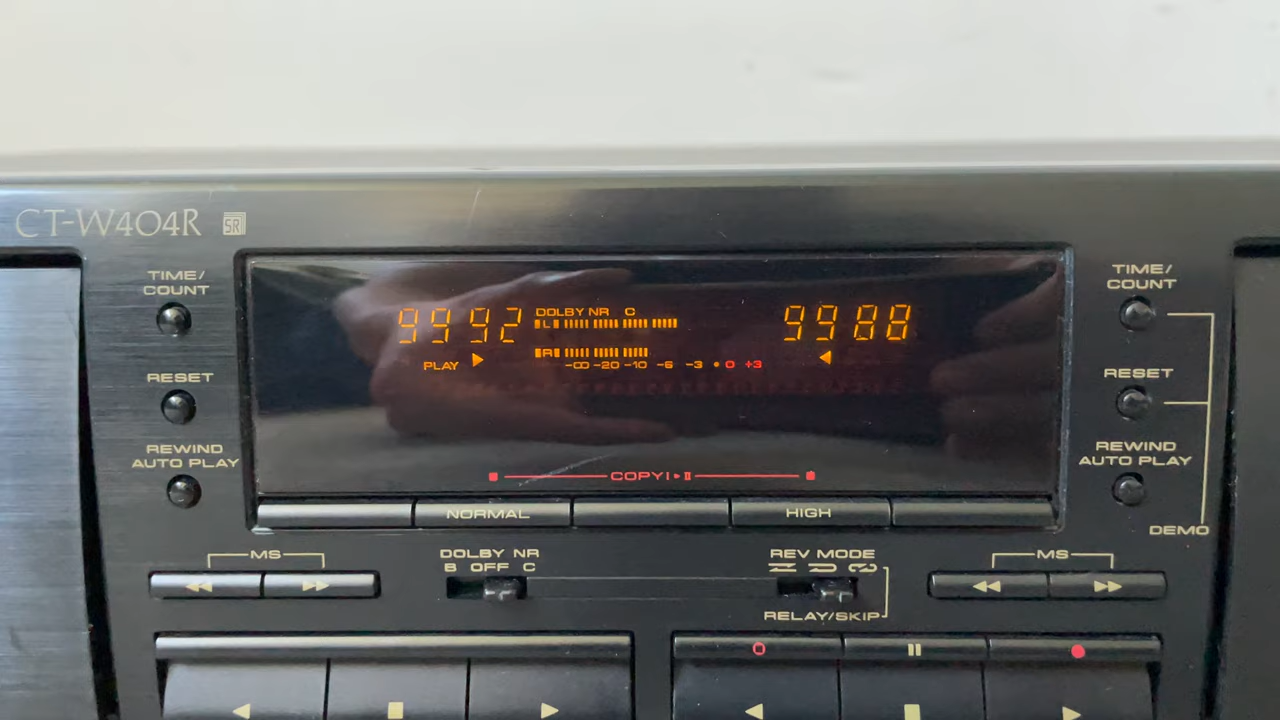 CT-W404R SR
TIME/
COUNT
RESET
REWIND
AUTO PLAY
9992
DOLBY NR C
L
R
PLAY
-∞ -20 -10 -6 -3 • 0 +3
9988
COPY I ▸ II
NORMAL
HIGH
TIME/
COUNT
RESET
REWIND
AUTO PLAY
DEMO
MS
DOLBY NR
B OFF C
REV MODE
RELAY/SKIP
MS